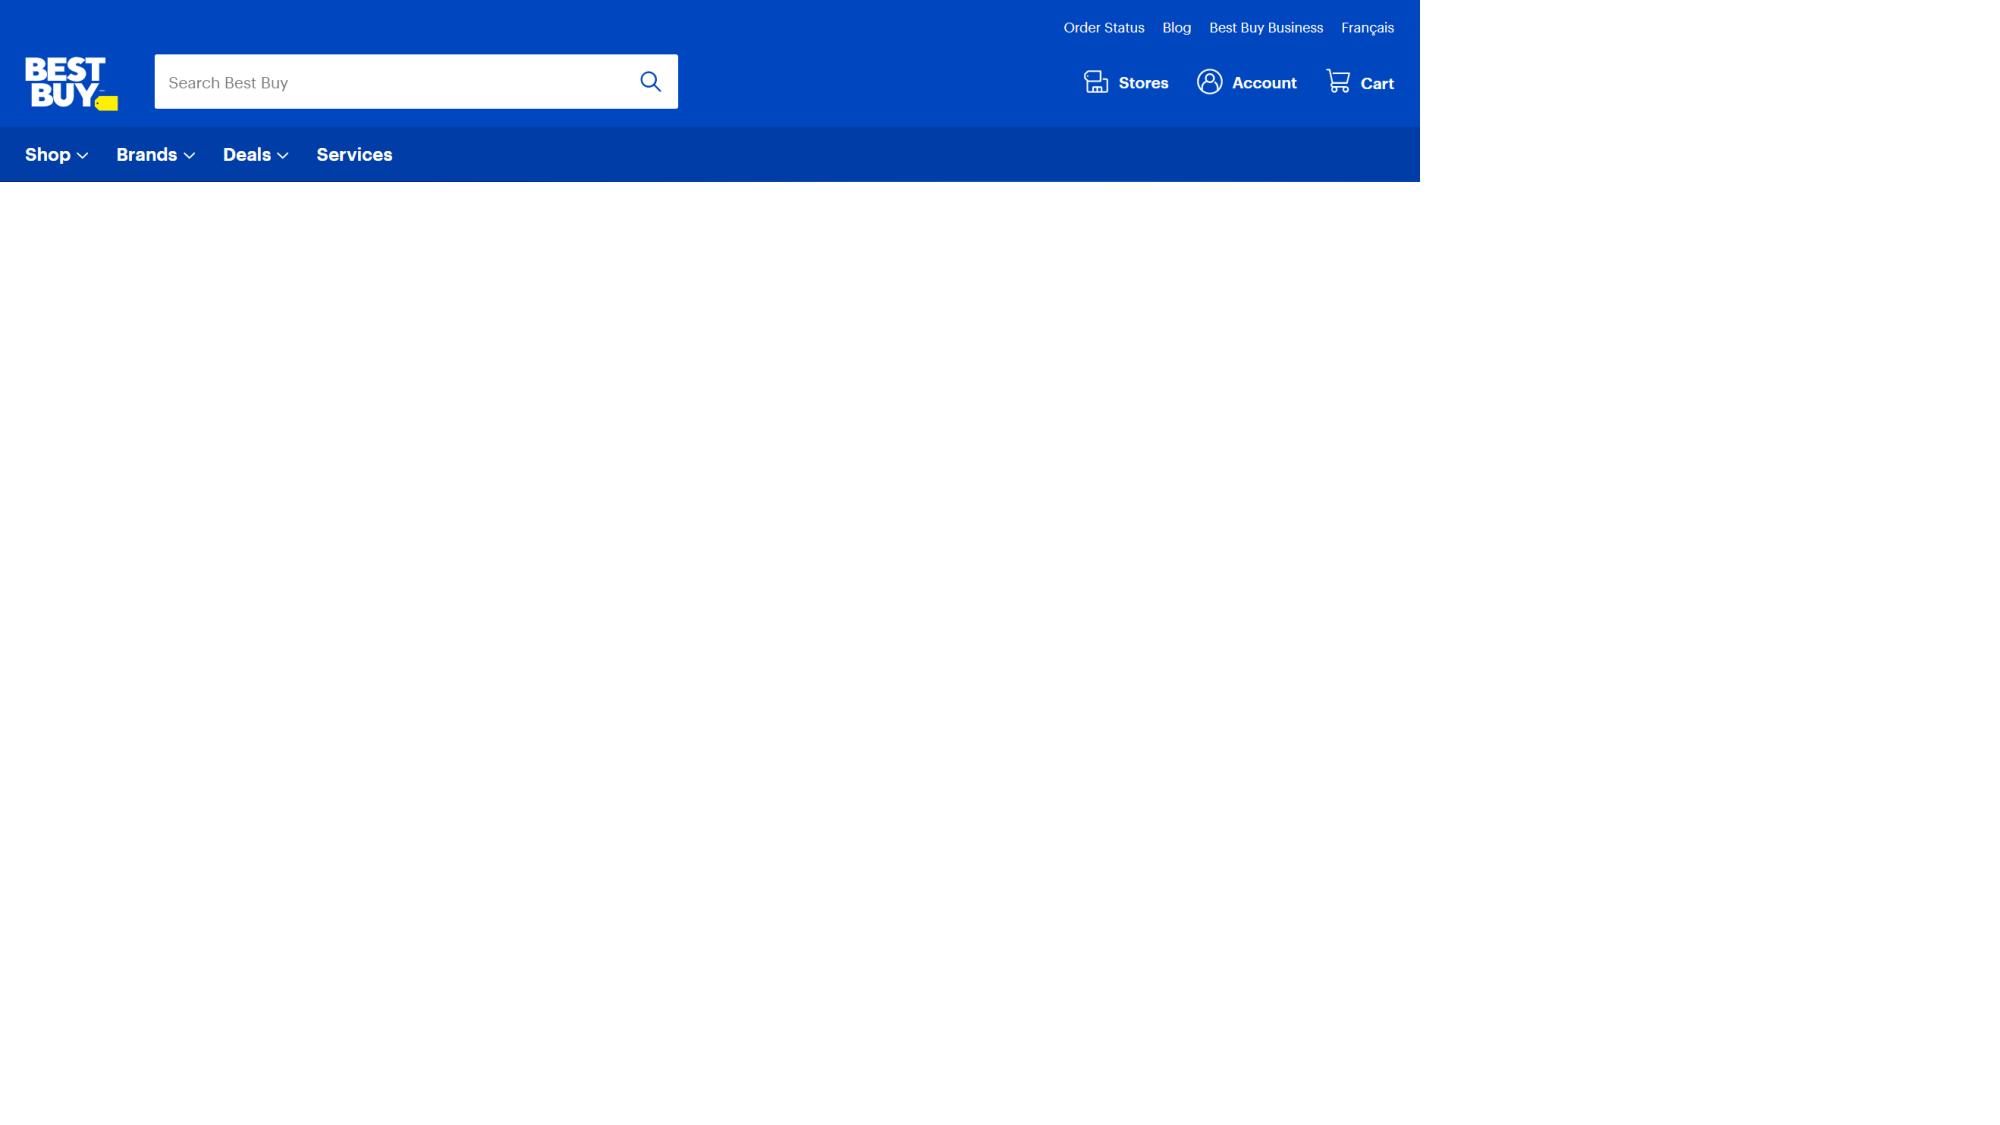 Order Status Blog Best Buy Business Français
BEST
BUY
Search Best Buy
Stores Account Cart
Shop Brands Deals Services